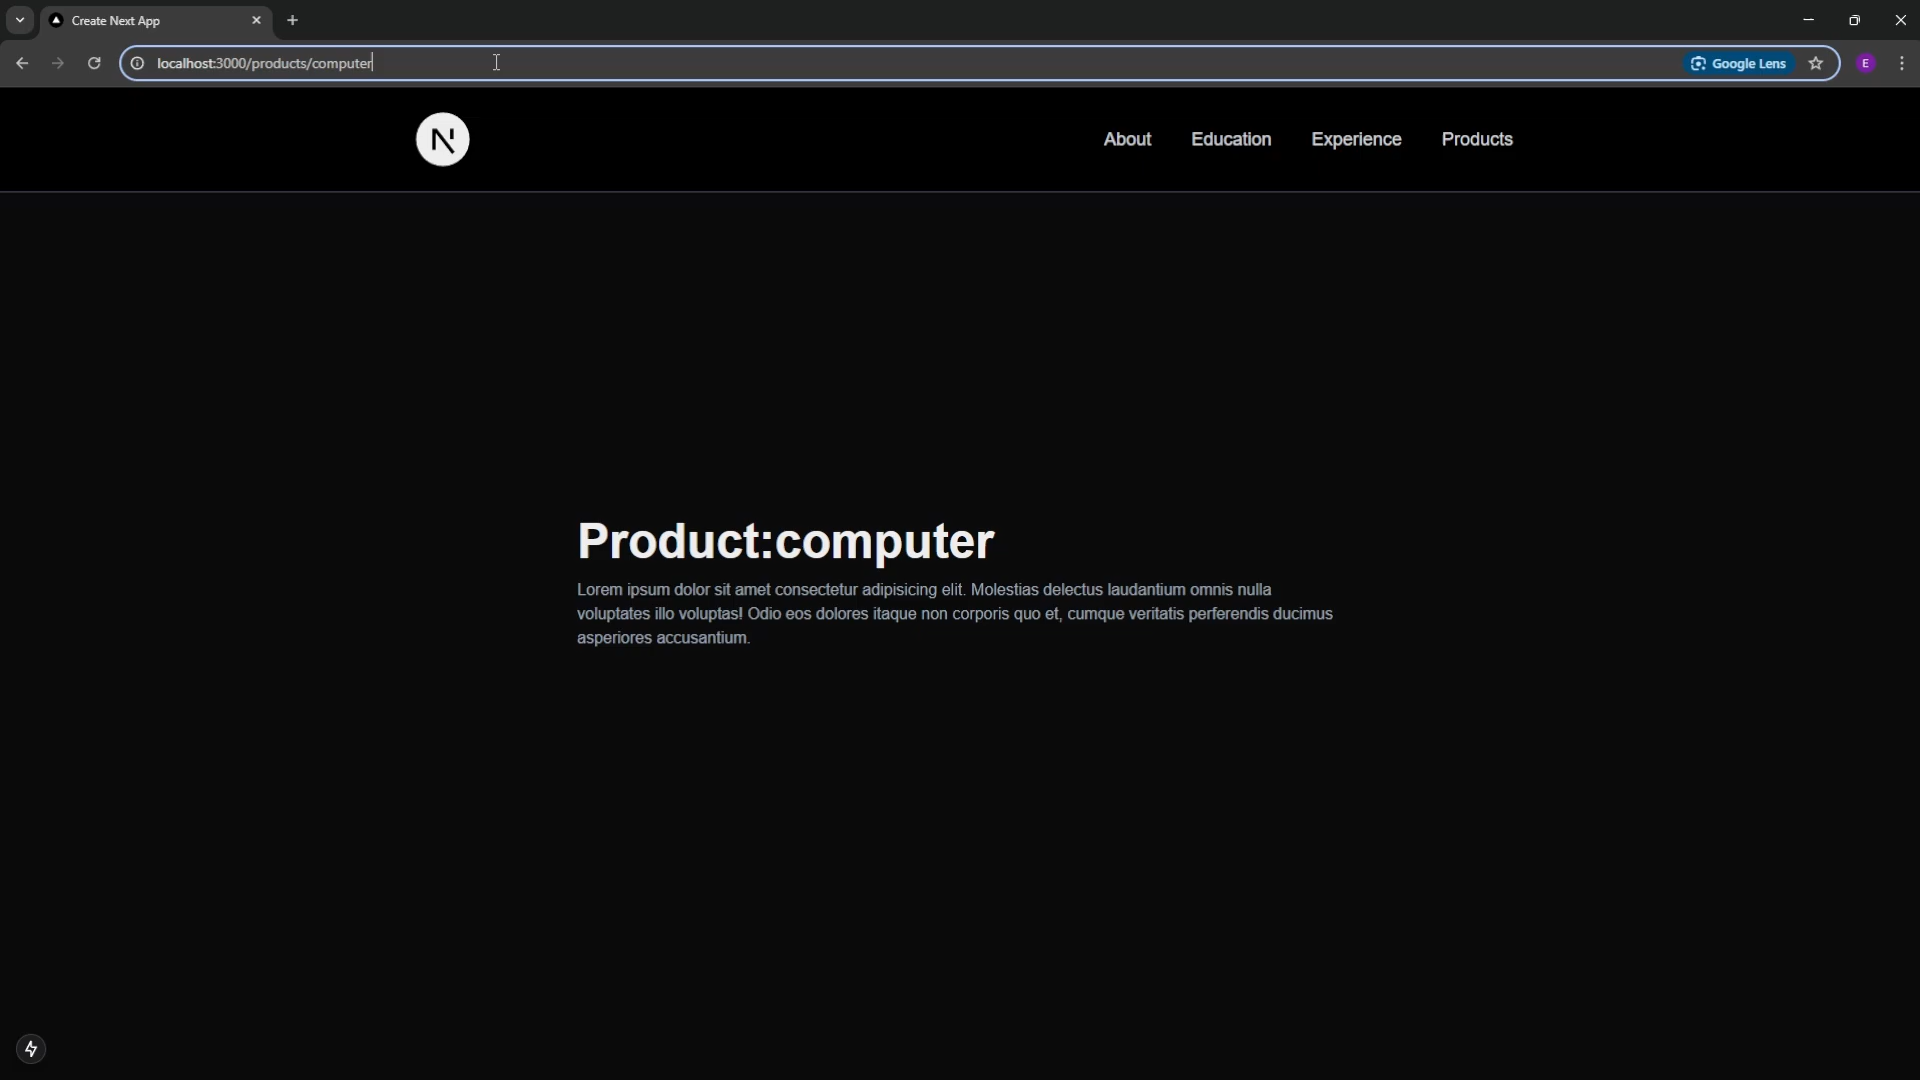 Create Next App
localhost:3000/products/computer
Google Lens
E
N
About Education Experience Products
Product:computer
Lorem ipsum dolor sit amet consectetur adipisicing elit. Molestias delectus laudantium omnis nulla
voluptates illo voluptas! Odio eos dolores itaque non corporis quo et, cumque veritatis perferendis ducimus
asperiores accusantium.